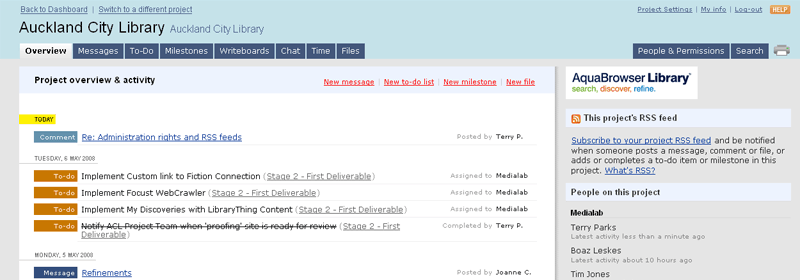 Back to Dashboard | Switch to a different project
Project Settings | My info | Log-out HELP
Auckland City Library Auckland City Library
Overview Messages To-Do Milestones Writeboards Chat Time Files
People & Permissions Search
Project overview & activity
New message | New to-do list | New milestone | New file
TODAY
Comment Re: Administration rights and RSS feeds Posted by Terry P.
TUESDAY, 6 MAY 2008
To-do Implement Custom link to Fiction Connection (Stage 2 - First Deliverable) Assigned to Medialab
To-do Implement Focust WebCrawler (Stage 2 - First Deliverable) Assigned to Medialab
To-do Implement My Discoveries with LibraryThing Content (Stage 2 - First Deliverable) Assigned to Medialab
To-do Notify ACL Project Team when 'proofing' site is ready for review (Stage 2 - First Completed by Terry P.
Deliverable)
MONDAY, 5 MAY 2008
Message Refinements Posted by Joanne C.
AquaBrowser Library
search, discover, refine.
This project's RSS feed
Subscribe to your project RSS feed and be notified
when someone posts a message, comment or file, or
adds or completes a to-do item or milestone in this
project. What's RSS?
People on this project
Medialab
Terry Parks
Latest activity less than a minute ago
Boaz Leskes
Latest activity about 10 hours ago
Tim Jones